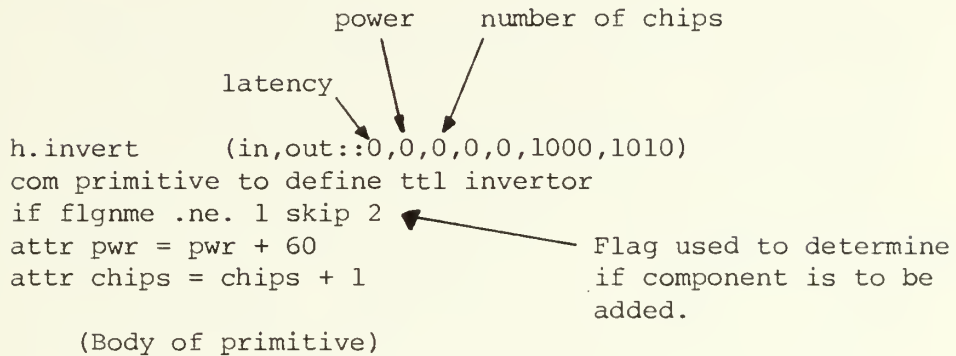 power number of chips
latency
h.invert (in,out::0,0,0,0,0,1000,1010)
com primitive to define ttl invertor
if flgnme .ne. 1 skip 2
attr pwr = pwr + 60
attr chips = chips + 1
Flag used to determine
if component is to be
added.
(Body of primitive)